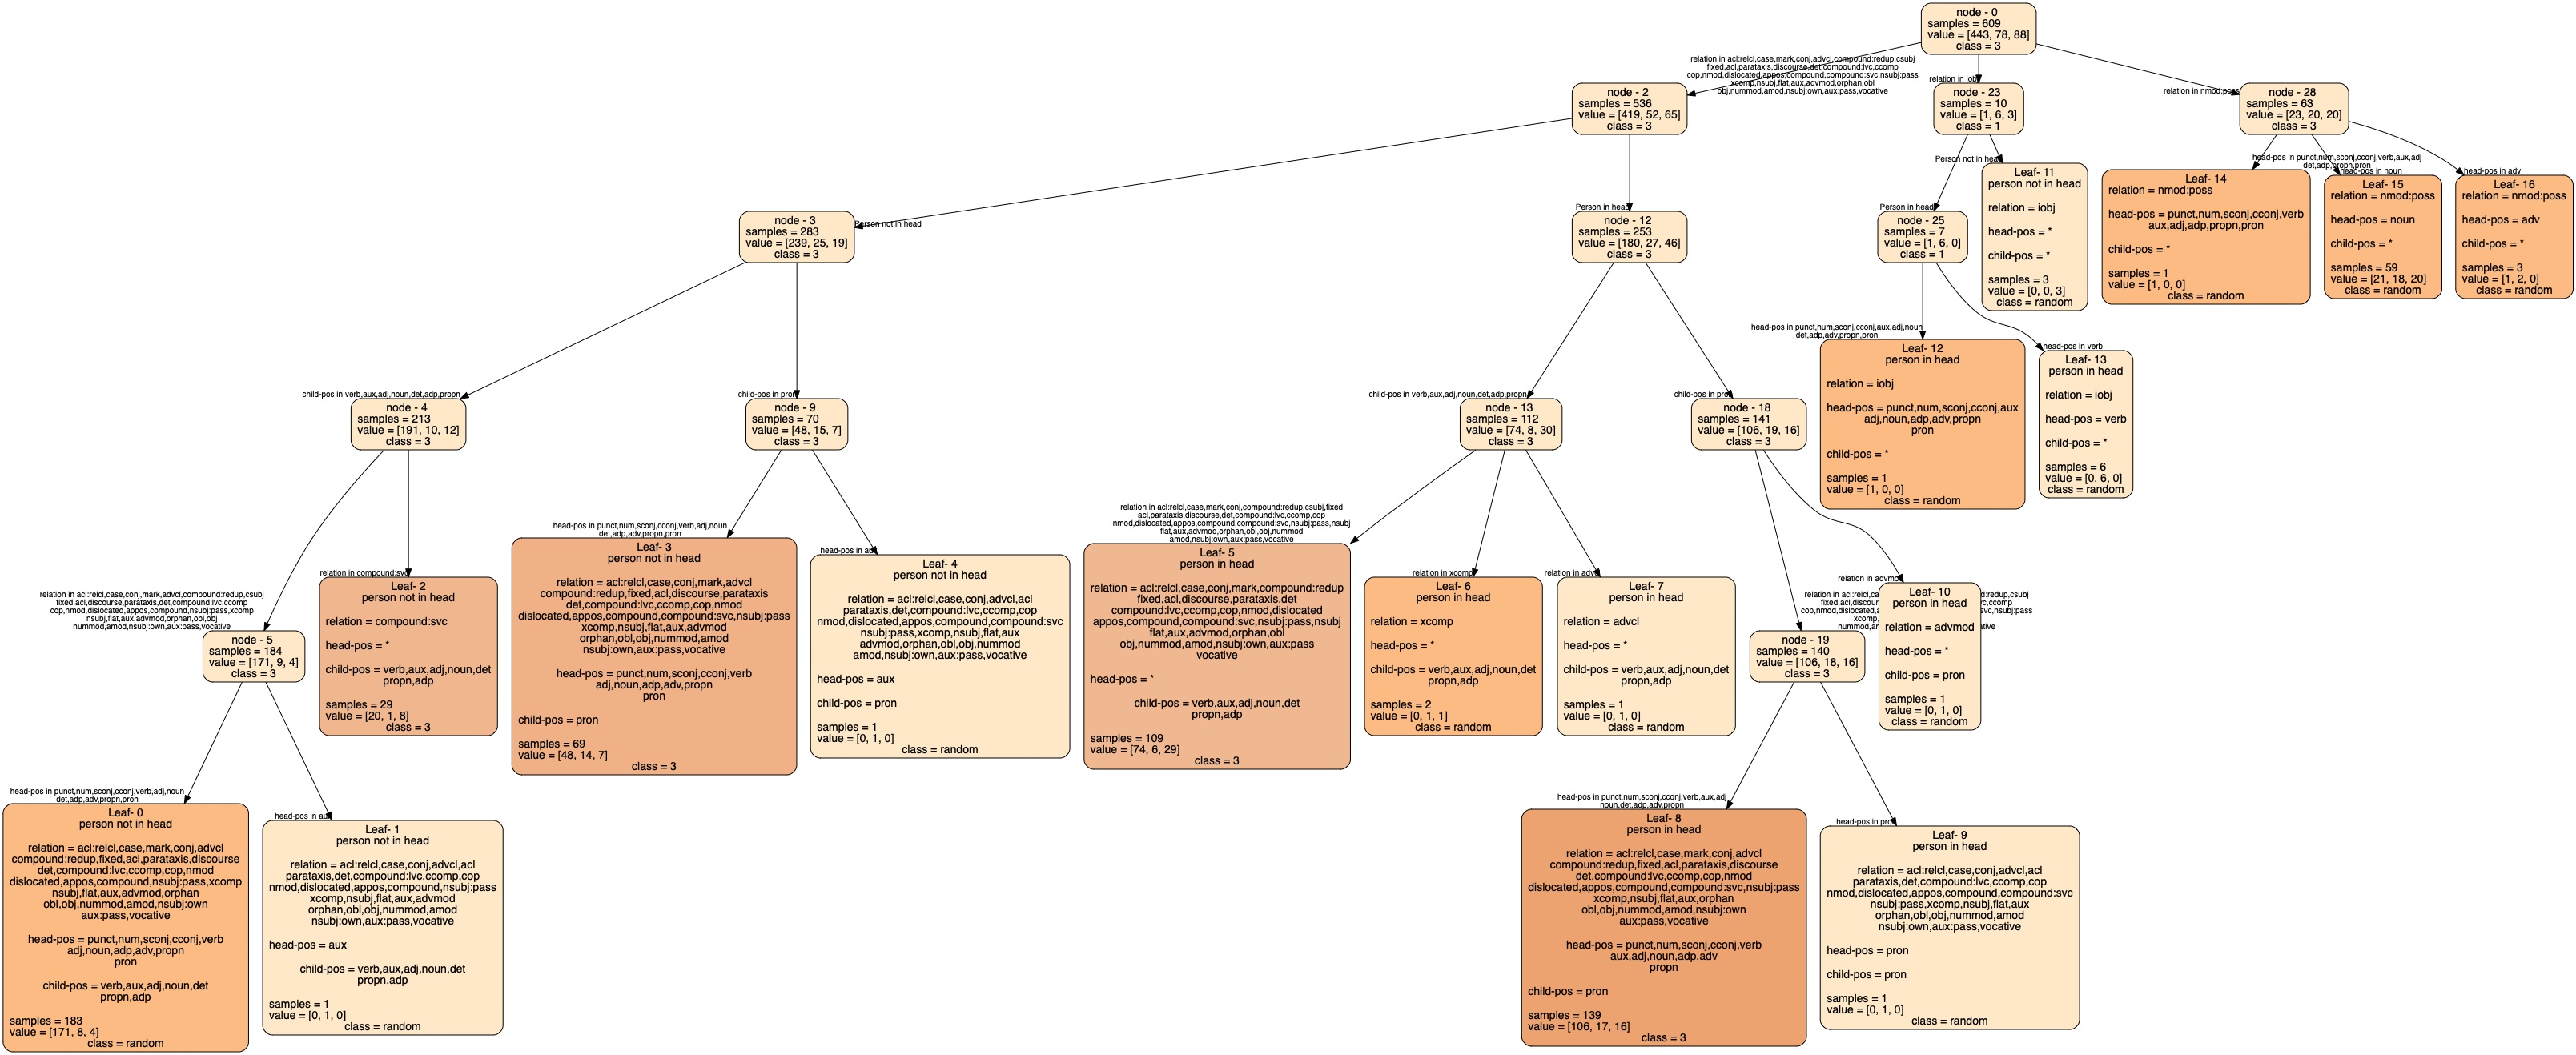 node - 0
samples = 609
value = [443, 78, 88]
class = 3
relation in acl:relcl,case,mark,conj,advcl,compound:redup,csubj
fixed,acl,parataxis,discourse,det,compound:lvc,ccomp
cop,nmod,dislocated,appos,compound,compound:svc,nsubj:pass
xcomp,nsubj,flat,aux,advmod,orphan,obl
obj,nummod,amod,nsubj:own,aux:pass,vocative
relation in iobj
relation in nmod:poss
node - 2
samples = 536
value = [419, 52, 65]
class = 3
node - 23
samples = 10
value = [1, 6, 3]
class = 1
node - 28
samples = 63
value = [23, 20, 20]
class = 3
Person not in head
Person in head
Person not in head
Person in head
head-pos in punct,num,sconj,cconj,verb,aux,adj
det,adp,propn,pron
head-pos in noun
head-pos in adv
node - 3
samples = 283
value = [239, 25, 19]
class = 3
node - 12
samples = 253
value = [180, 27, 46]
class = 3
node - 25
samples = 7
value = [1, 6, 0]
class = 1
Leaf- 11
person not in head
relation = iobj
head-pos = *
child-pos = *
samples = 3
value = [0, 0, 3]
class = random
Leaf- 14
relation = nmod:poss
head-pos = punct,num,sconj,cconj,verb
aux,adj,adp,propn,pron
child-pos = *
samples = 1
value = [1, 0, 0]
class = random
Leaf- 15
relation = nmod:poss
head-pos = noun
child-pos = *
samples = 59
value = [21, 18, 20]
class = random
Leaf- 16
relation = nmod:poss
head-pos = adv
child-pos = *
samples = 3
value = [1, 2, 0]
class = random
child-pos in verb,aux,adj,noun,det,adp,propn
child-pos in pron
child-pos in verb,aux,adj,noun,det,adp,propn
child-pos in pron
head-pos in punct,num,sconj,cconj,aux,adj,noun
det,adp,adv,propn,pron
head-pos in verb
node - 4
samples = 213
value = [191, 10, 12]
class = 3
node - 9
samples = 70
value = [48, 15, 7]
class = 3
node - 13
samples = 112
value = [74, 8, 30]
class = 3
node - 18
samples = 141
value = [106, 19, 16]
class = 3
Leaf- 12
person in head
relation = iobj
head-pos = punct,num,sconj,cconj,aux
adj,noun,adp,adv,propn
pron
child-pos = *
samples = 1
value = [1, 0, 0]
class = random
Leaf- 13
person in head
relation = iobj
head-pos = verb
child-pos = *
samples = 6
value = [0, 6, 0]
class = random
relation in acl:relcl,case,mark,conj,advcl,compound:redup,csubj
fixed,acl,discourse,parataxis,det,compound:lvc,ccomp
cop,nmod,dislocated,appos,compound,nsubj:pass,xcomp
nsubj,flat,aux,advmod,orphan,obl,obj
nummod,amod,nsubj:own,aux:pass,vocative
relation in compound:svc
head-pos in punct,num,sconj,cconj,verb,adj,noun
det,adp,adv,propn,pron
head-pos in aux
relation in acl:relcl,case,mark,conj,compound:redup,csubj,fixed
acl,parataxis,discourse,det,compound:lvc,ccomp,cop
nmod,dislocated,appos,compound,compound:svc,nsubj:pass,nsubj
flat,aux,advmod,orphan,obl,obj,nummod
amod,nsubj:own,aux:pass,vocative
relation in xcomp
relation in advcl
relation in advmod
node - 5
samples = 184
value = [171, 9, 4]
class = 3
Leaf- 2
person not in head
relation = compound:svc
head-pos = *
child-pos = verb,aux,adj,noun,det
propn,adp
samples = 29
value = [20, 1, 8]
class = 3
Leaf- 3
person not in head
relation = acl:relcl,case,conj,mark,advcl
compound:redup,fixed,acl,discourse,parataxis
det,compound:lvc,ccomp,cop,nmod
dislocated,appos,compound,compound:svc,nsubj:pass
xcomp,nsubj,flat,aux,advmod
orphan,obl,obj,nummod,amod
nsubj:own,aux:pass,vocative
head-pos = punct,num,sconj,cconj,verb
adj,noun,adp,adv,propn
pron
child-pos = pron
samples = 69
value = [48, 14, 7]
class = 3
Leaf- 4
person not in head
relation = acl:relcl,case,conj,advcl,acl
parataxis,det,compound:lvc,ccomp,cop
nmod,dislocated,appos,compound,compound:svc
nsubj:pass,xcomp,nsubj,flat,aux
advmod,orphan,obl,obj,nummod
amod,nsubj:own,aux:pass,vocative
head-pos = aux
child-pos = pron
samples = 1
value = [0, 1, 0]
class = random
Leaf- 5
person in head
relation = acl:relcl,case,conj,mark,compound:redup
fixed,acl,discourse,parataxis,det
compound:lvc,ccomp,cop,nmod,dislocated
appos,compound,compound:svc,nsubj:pass,nsubj
flat,aux,advmod,orphan,obl
obj,nummod,amod,nsubj:own,aux:pass
vocative
head-pos = *
child-pos = verb,aux,adj,noun,det
propn,adp
samples = 109
value = [74, 6, 29]
class = 3
Leaf- 6
person in head
relation = xcomp
head-pos = *
child-pos = verb,aux,adj,noun,det
propn,adp
samples = 2
value = [0, 1, 1]
class = random
Leaf- 7
person in head
relation = advcl
head-pos = *
child-pos = verb,aux,adj,noun,det
propn,adp
samples = 1
value = [0, 1, 0]
class = random
node - 19
samples = 140
value = [106, 18, 16]
class = 3
Leaf- 10
person in head
relation = advmod
head-pos = *
child-pos = pron
samples = 1
value = [0, 1, 0]
class = random
head-pos in punct,num,sconj,cconj,verb,adj,noun
det,adp,adv,propn,pron
head-pos in aux
head-pos in punct,num,sconj,cconj,verb,aux,adj
noun,det,adp,adv,propn
head-pos in pron
Leaf- 0
person not in head
relation = acl:relcl,case,mark,conj,advcl
compound:redup,fixed,acl,parataxis,discourse
det,compound:lvc,ccomp,cop,nmod
dislocated,appos,compound,nsubj:pass,xcomp
nsubj,flat,aux,advmod,orphan
obl,obj,nummod,amod,nsubj:own
aux:pass,vocative
head-pos = punct,num,sconj,cconj,verb
adj,noun,adp,adv,propn
pron
child-pos = verb,aux,adj,noun,det
propn,adp
samples = 183
value = [171, 8, 4]
class = random
Leaf- 1
person not in head
relation = acl:relcl,case,conj,advcl,acl
parataxis,det,compound:lvc,ccomp,cop
nmod,dislocated,appos,compound,nsubj:pass
xcomp,nsubj,flat,aux,advmod
orphan,obl,obj,nummod,amod
nsubj:own,aux:pass,vocative
head-pos = aux
child-pos = verb,aux,adj,noun,det
propn,adp
samples = 1
value = [0, 1, 0]
class = random
Leaf- 8
person in head
relation = acl:relcl,case,mark,conj,advcl
compound:redup,fixed,acl,parataxis,discourse
det,compound:lvc,ccomp,cop,nmod
dislocated,appos,compound,compound:svc,nsubj:pass
xcomp,nsubj,flat,aux,orphan
obl,obj,nummod,amod,nsubj:own
aux:pass,vocative
head-pos = punct,num,sconj,cconj,verb
aux,adj,noun,adp,adv
propn
child-pos = pron
samples = 139
value = [106, 17, 16]
class = 3
Leaf- 9
person in head
relation = acl:relcl,case,conj,advcl,acl
parataxis,det,compound:lvc,ccomp,cop
nmod,dislocated,appos,compound,compound:svc
nsubj:pass,xcomp,nsubj,flat,aux
orphan,obl,obj,nummod,amod
nsubj:own,aux:pass,vocative
head-pos = pron
child-pos = pron
samples = 1
value = [0, 1, 0]
class = random